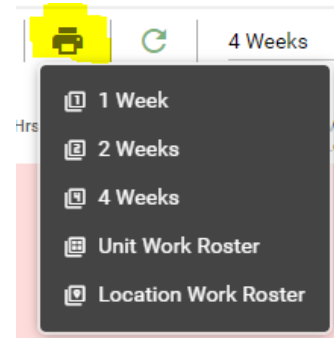 4 Weeks
Hrs
1 Week
2 Weeks
4 Weeks
Unit Work Roster
Location Work Roster